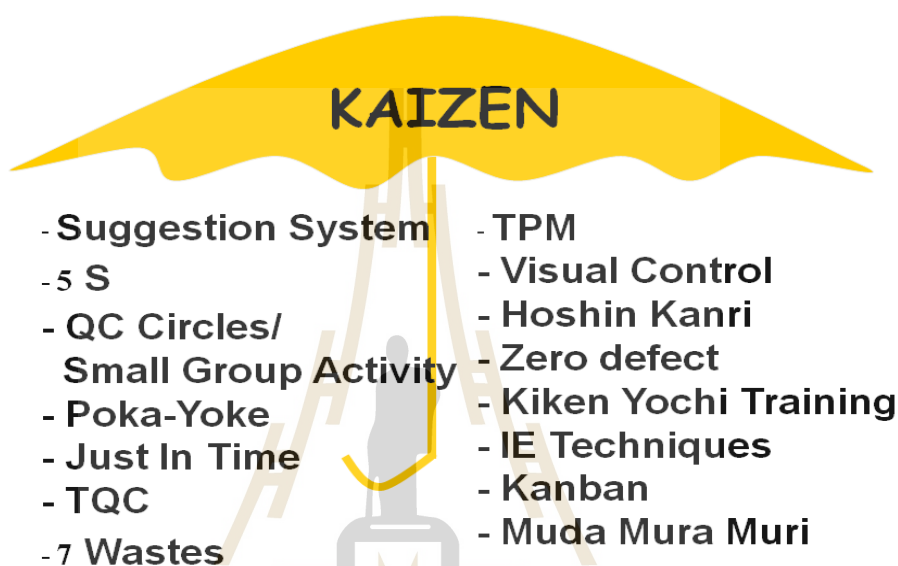 KAIZEN
- Suggestion System
- 5 S
- QC Circles/
Small Group Activity
- Poka-Yoke
- Just In Time
- TQC
- 7 Wastes
- TPM
- Visual Control
- Hoshin Kanri
- Zero defect
- Kiken Yochi Training
- IE Techniques
- Kanban
- Muda Mura Muri